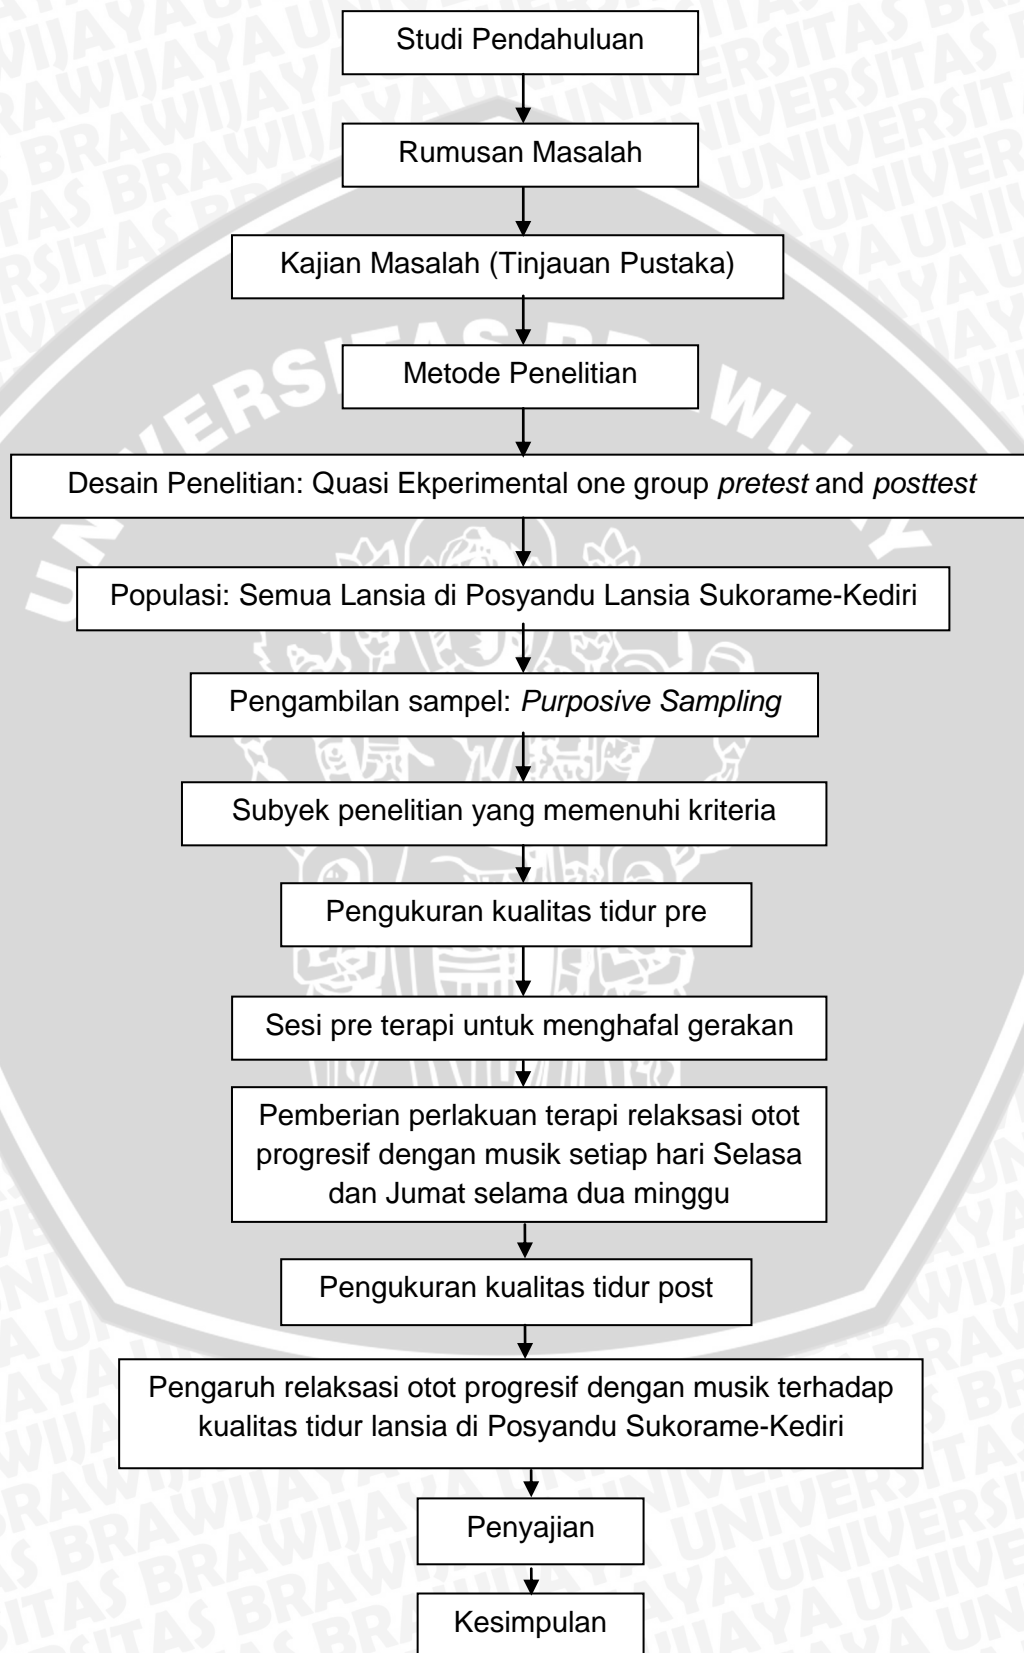 Studi Pendahuluan
Rumusan Masalah
Kajian Masalah (Tinjauan Pustaka)
Metode Penelitian
Desain Penelitian: Quasi Ekperimental one group pretest and posttest
Populasi: Semua Lansia di Posyandu Lansia Sukorame-Kediri
Pengambilan sampel: Purposive Sampling
Subyek penelitian yang memenuhi kriteria
Pengukuran kualitas tidur pre
Sesi pre terapi untuk menghafal gerakan
Pemberian perlakuan terapi relaksasi otot
progresif dengan musik setiap hari Selasa
dan Jumat selama dua minggu
Pengukuran kualitas tidur post
Pengaruh relaksasi otot progresif dengan musik terhadap
kualitas tidur lansia di Posyandu Sukorame-Kediri
Penyajian
Kesimpulan